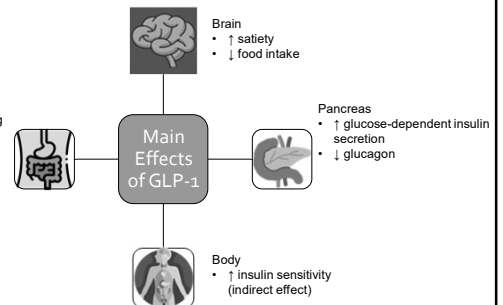 Brain
• ↑ satiety
• ↓ food intake
g
Main
Effects
of GLP-1
Pancreas
• ↑ glucose-dependent insulin
secretion
• ↓ glucagon
Body
• ↑ insulin sensitivity
(indirect effect)